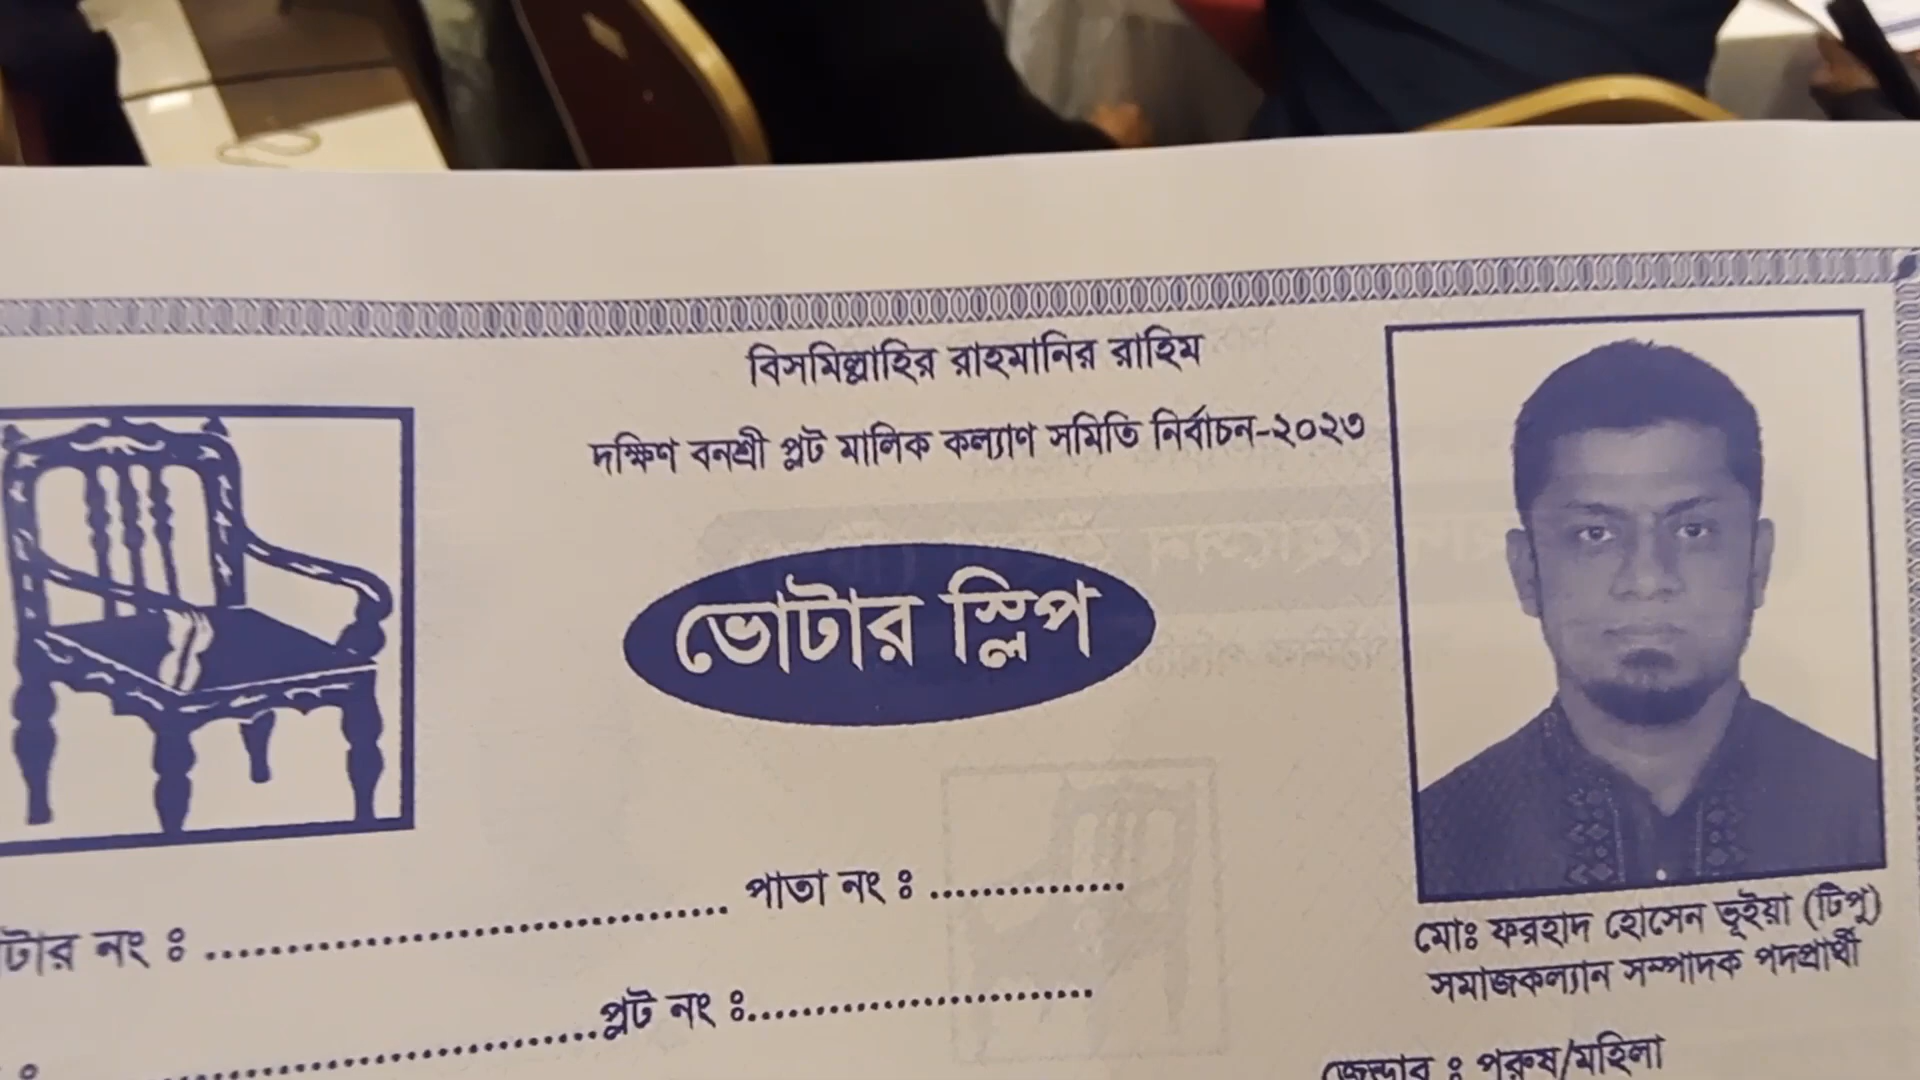 বিসমিল্লাহির রাহমানির রাহিম
দক্ষিণ বনশ্রী প্লট মালিক কল্যাণ সমিতি নির্বাচন-২০২৩
ভোটার স্লিপ
টার নং ঃ .................................................. পাতা নং ঃ ..................
প্লট নং ঃ................................
মোঃ ফরহাদ হোসেন ভূইয়া (টিপু)
সমাজকল্যান সম্পাদক পদপ্রার্থী
জেন্ডার ঃ পুরুষ/মহিলা